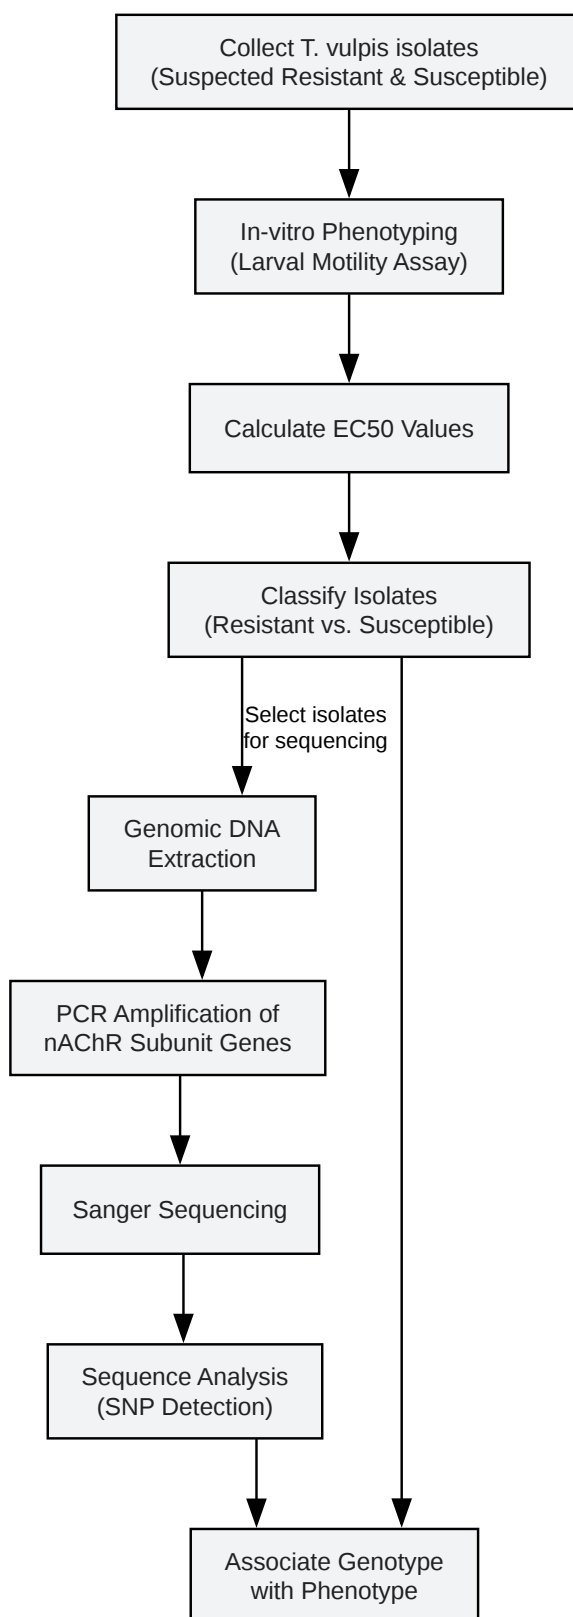 Collect T. vulpis isolates
(Suspected Resistant & Susceptible)
In-vitro Phenotyping
(Larval Motility Assay)
Calculate EC50 Values
Classify Isolates
(Resistant vs. Susceptible)
Select isolates
for sequencing
Genomic DNA
Extraction
PCR Amplification of
nAChR Subunit Genes
Sanger Sequencing
Sequence Analysis
(SNP Detection)
Associate Genotype
with Phenotype